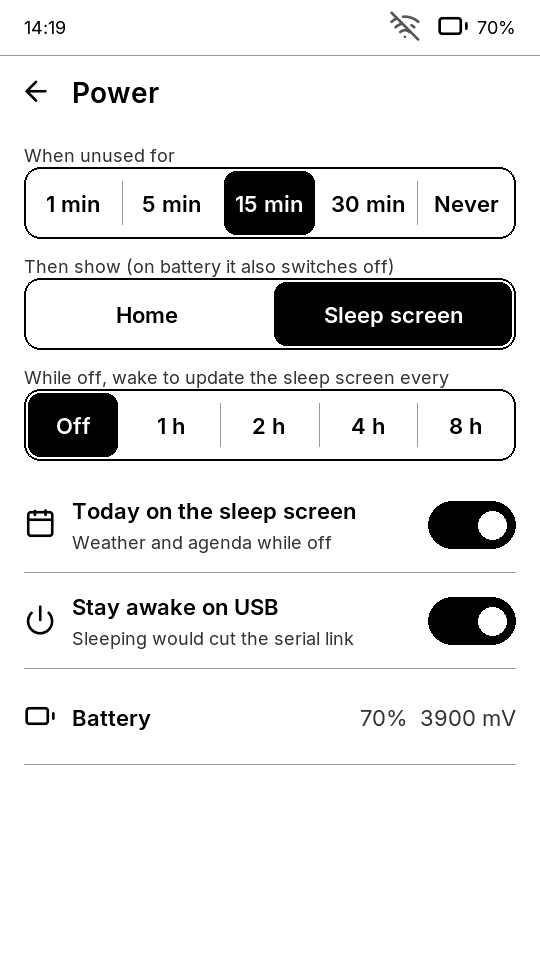 14:19 70%
Power
When unused for
1 min 5 min 15 min 30 min Never
Then show (on battery it also switches off)
Home Sleep screen
While off, wake to update the sleep screen every
Off 1 h 2 h 4 h 8 h
Today on the sleep screen
Weather and agenda while off
Stay awake on USB
Sleeping would cut the serial link
Battery 70% 3900 mV